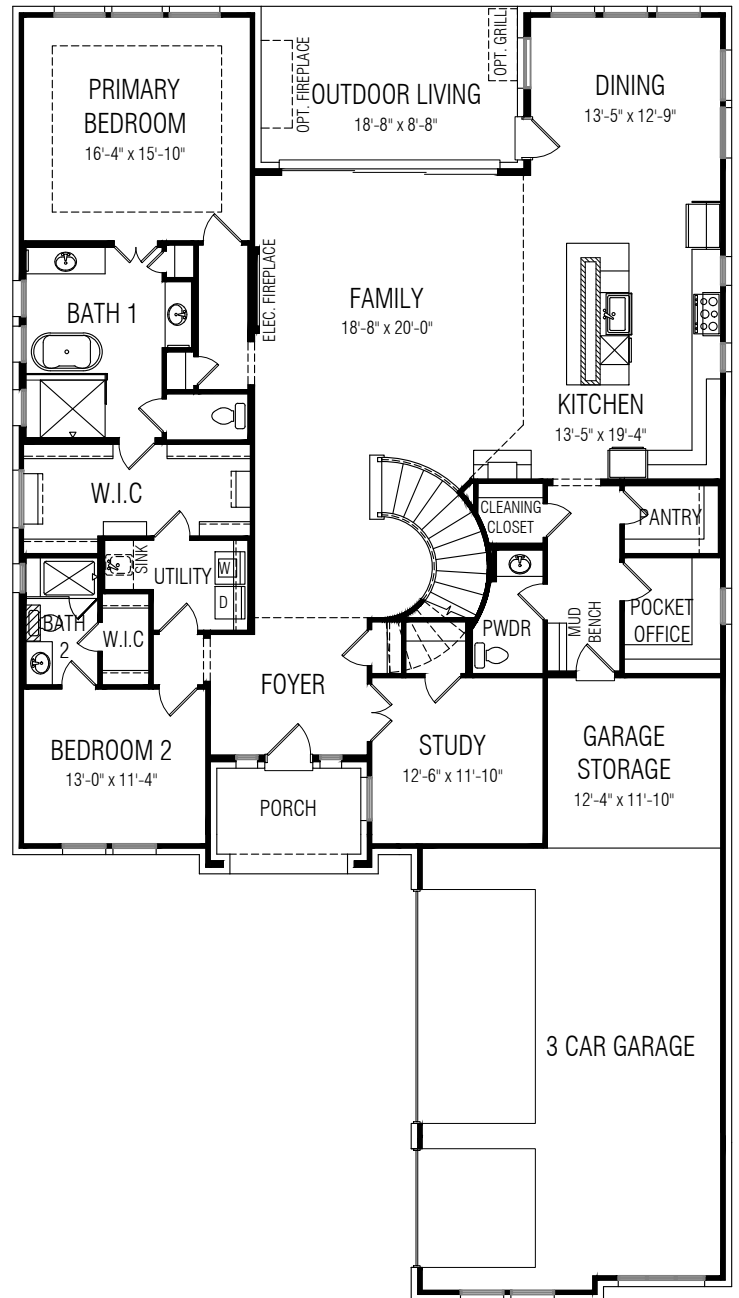 PRIMARY
BEDROOM
16'-4" x 15'-10"
OPT. FIREPLACE
OUTDOOR LIVING
18'-8" x 8'-8"
OPT. GRILL
DINING
13'-5" x 12'-9"
BATH 1
ELEC. FIREPLACE
FAMILY
18'-8" x 20'-0"
KITCHEN
13'-5" x 19'-4"
W.I.C
CLEANING
CLOSET
PANTRY
SINK
UTILITY
W
D
BATH
2
W.I.C
PWDR
MUD
BENCH
POCKET
OFFICE
FOYER
BEDROOM 2
13'-0" x 11'-4"
PORCH
STUDY
12'-6" x 11'-10"
GARAGE
STORAGE
12'-4" x 11'-10"
3 CAR GARAGE